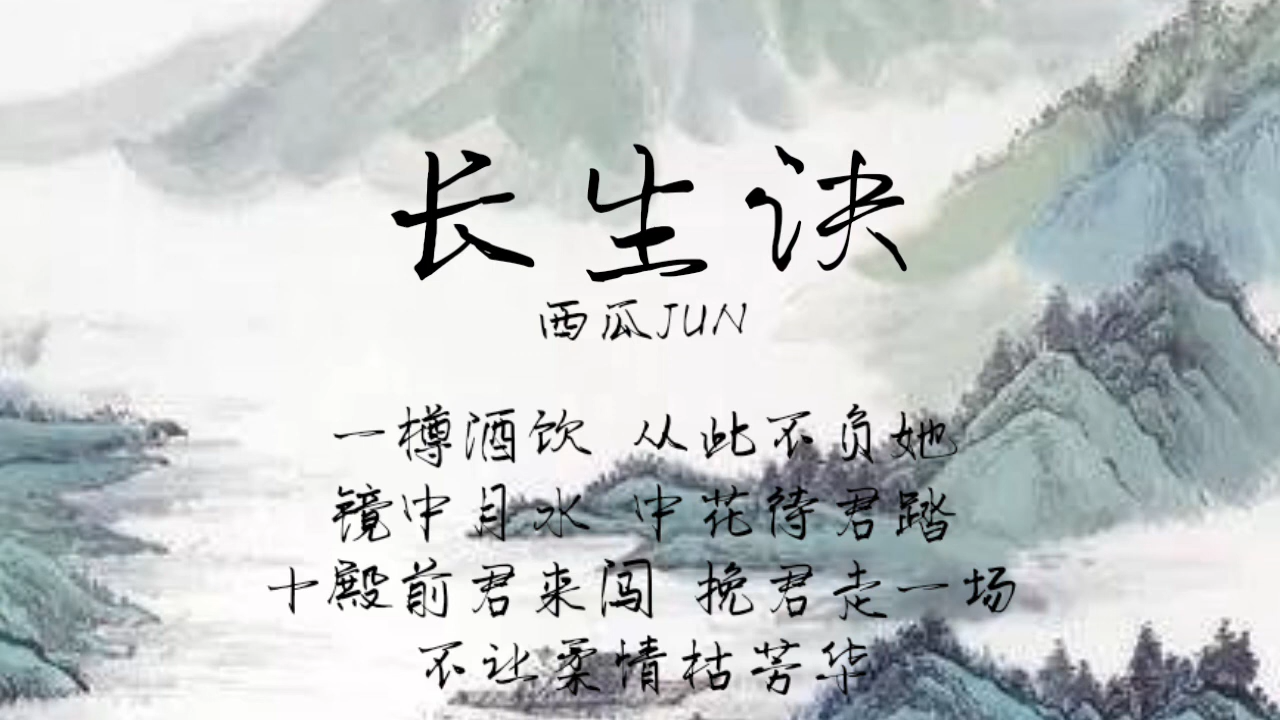 长生诀
西瓜JUN
一樽酒饮 从此不负她
镜中月水 中花待君踏
十殿前君来闯 挽君走一场
不让柔情枯芳华